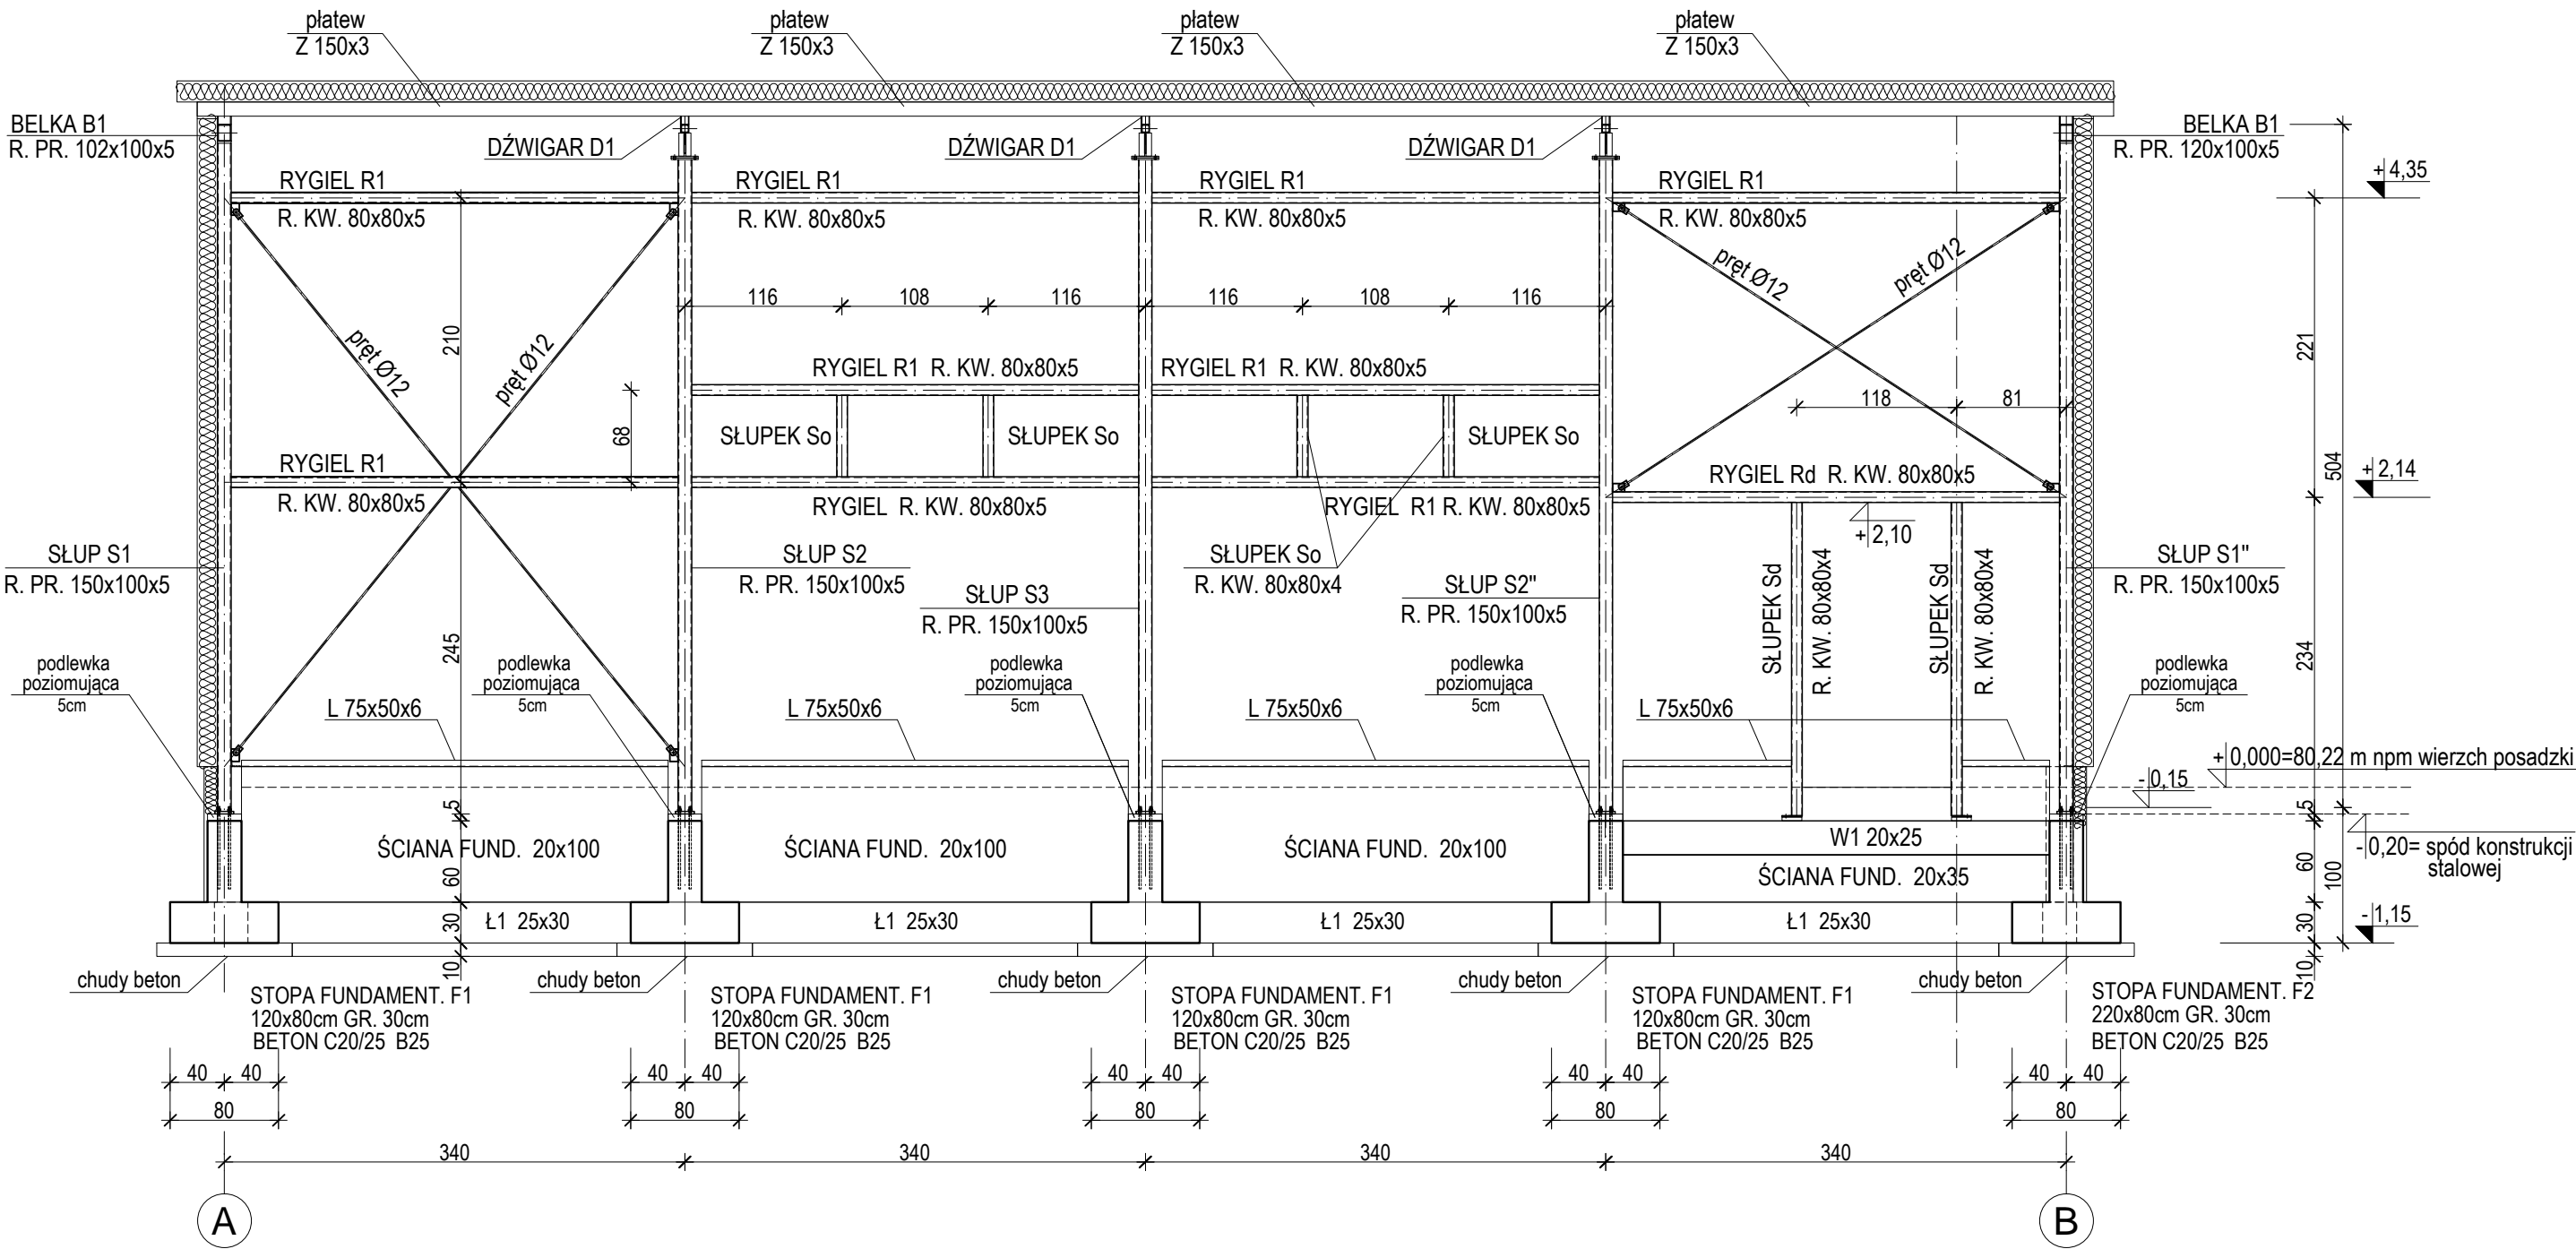 płatew
Z 150x3
płatew
Z 150x3
płatew
Z 150x3
płatew
Z 150x3
BELKA B1
R. PR. 102x100x5
DŹWIGAR D1
DŹWIGAR D1
DŹWIGAR D1
BELKA B1
R. PR. 120x100x5
RYGIEL R1
R. KW. 80x80x5
RYGIEL R1
R. KW. 80x80x5
RYGIEL R1
R. KW. 80x80x5
RYGIEL R1
R. KW. 80x80x5
+ 4,35
116
108
116
116
108
116
pręt Ø12
pręt Ø12
pręt Ø12
pręt Ø12
210
221
RYGIEL R1 R. KW. 80x80x5
RYGIEL R1 R. KW. 80x80x5
118
81
68
SŁUPEK So
SŁUPEK So
SŁUPEK So
504
+ 2,14
RYGIEL R1
R. KW. 80x80x5
RYGIEL R. KW. 80x80x5
RYGIEL R1 R. KW. 80x80x5
RYGIEL Rd R. KW. 80x80x5
+ 2,10
SŁUP S1
R. PR. 150x100x5
SŁUP S2
R. PR. 150x100x5
SŁUP S3
R. PR. 150x100x5
SŁUPEK So
R. KW. 80x80x4
SŁUP S2"
R. PR. 150x100x5
SŁUPEK Sd
R. KW. 80x80x4
SŁUPEK Sd
R. KW. 80x80x4
SŁUP S1"
R. PR. 150x100x5
245
234
podlewka
poziomująca
5cm
podlewka
poziomująca
5cm
podlewka
poziomująca
5cm
podlewka
poziomująca
5cm
podlewka
poziomująca
5cm
L 75x50x6
L 75x50x6
L 75x50x6
L 75x50x6
+ 0,000=80,22 m npm wierzch posadzki
- 0,15
5
5
ŚCIANA FUND. 20x100
ŚCIANA FUND. 20x100
ŚCIANA FUND. 20x100
W1 20x25
ŚCIANA FUND. 20x35
- 0,20= spód konstrukcji
stalowej
60
60
100
Ł1 25x30
Ł1 25x30
Ł1 25x30
Ł1 25x30
30
30
- 1,15
10
10
chudy beton
chudy beton
chudy beton
chudy beton
chudy beton
STOPA FUNDAMENT. F1
120x80cm GR. 30cm
BETON C20/25 B25
STOPA FUNDAMENT. F1
120x80cm GR. 30cm
BETON C20/25 B25
STOPA FUNDAMENT. F1
120x80cm GR. 30cm
BETON C20/25 B25
STOPA FUNDAMENT. F1
120x80cm GR. 30cm
BETON C20/25 B25
STOPA FUNDAMENT. F2
220x80cm GR. 30cm
BETON C20/25 B25
40
40
40
40
40
40
40
40
40
40
80
80
80
80
80
340
340
340
340
A
B